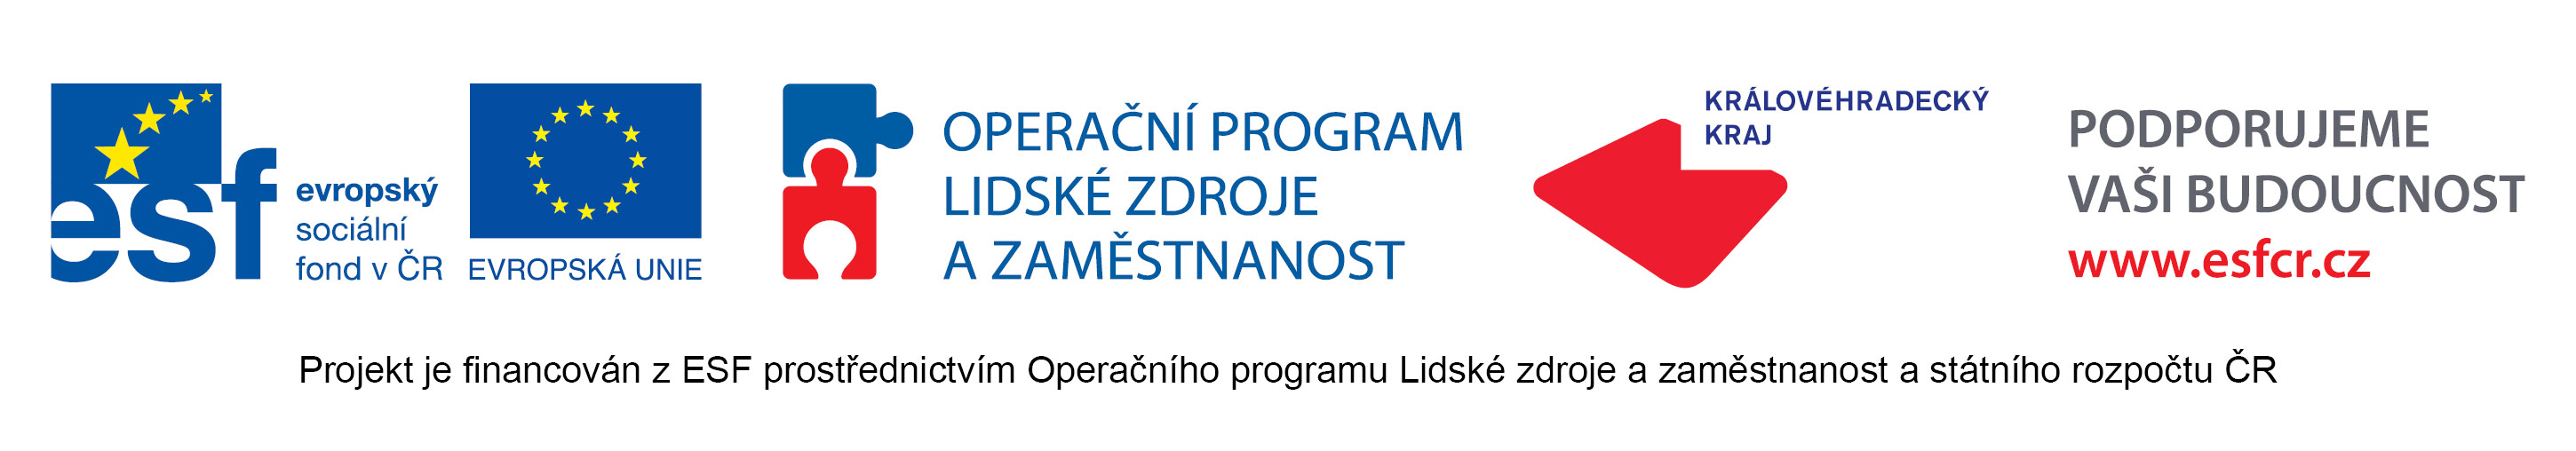 esf
evropský
sociální
fond v ČR
EVROPSKÁ UNIE
OPERAČNÍ PROGRAM
LIDSKÉ ZDROJE
A ZAMĚSTNANOST
KRÁLOVÉHRADECKÝ
KRAJ
PODPORUJEME
VAŠI BUDOUCNOST
www.esfcr.cz
Projekt je financován z ESF prostřednictvím Operačního programu Lidské zdroje a zaměstnanost a státního rozpočtu ČR